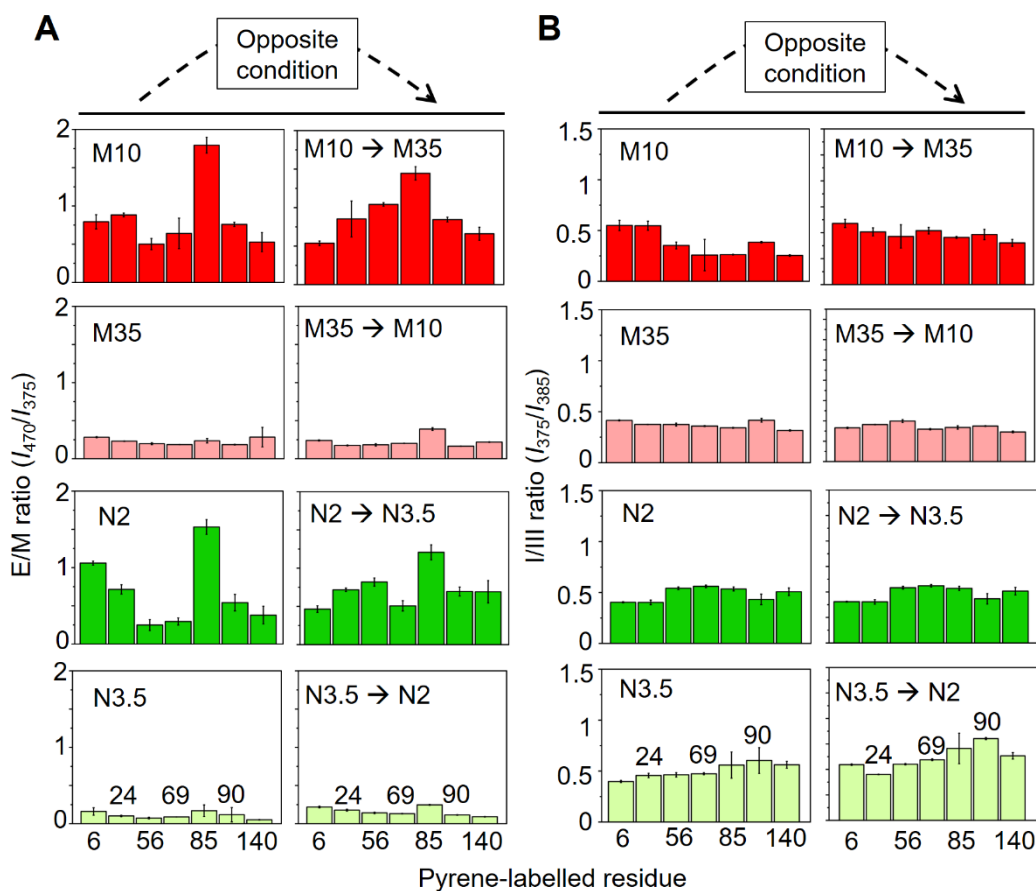 A
Opposite
condition
E/M ratio (I470/I375)
2
1
0
M10
M10 → M35
2
1
0
M35
M35 → M10
2
1
0
N2
N2 → N3.5
2
1
0
N3.5
24 69 90
N3.5 → N2
24 69 90
6 56 85 140
6 56 85 140
B
Opposite
condition
I/III ratio (I375/I385)
1.5
1
0.5
0
M10
M10 → M35
1.5
1
0.5
0
M35
M35 → M10
1.5
1
0.5
0
N2
N2 → N3.5
1.5
1
0.5
0
N3.5
24 69 90
N3.5 → N2
24 69 90
6 56 85 140
6 56 85 140
Pyrene-labelled residue